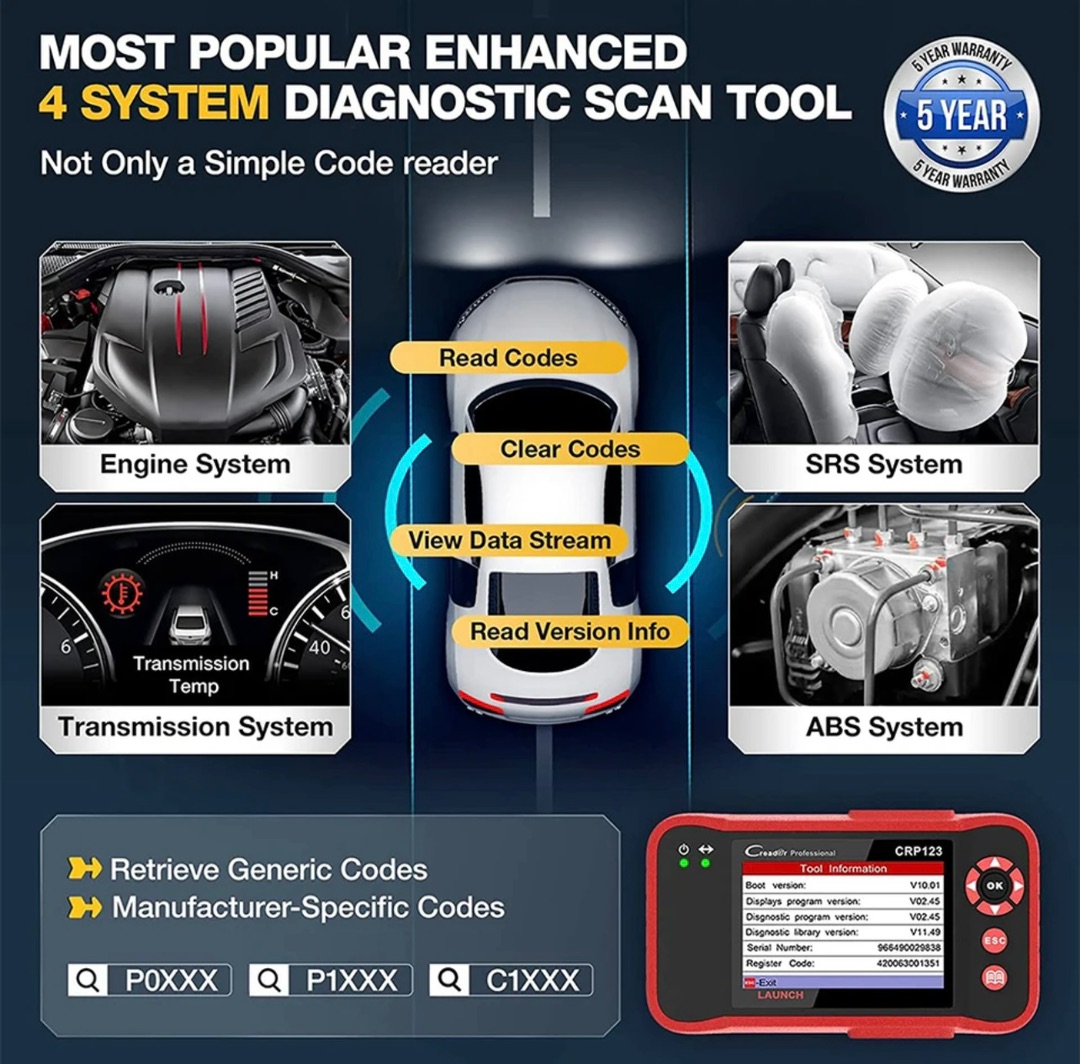 MOST POPULAR ENHANCED
4 SYSTEM DIAGNOSTIC SCAN TOOL
Not Only a Simple Code reader
5 YEAR WARRANTY
5 YEAR
5 YEAR WARRANTY
Engine System
SRS System
Read Codes
Clear Codes
View Data Stream
Read Version Info
H
C
6
6
40
Transmission
Temp
Transmission System
ABS System
Retrieve Generic Codes
Manufacturer-Specific Codes
P0XXX
P1XXX
C1XXX
Creader Professional
CRP123
Tool Information
Boot version: V10.01
Displays program version: V02.45
Diagnostic program version: V02.45
Diagnostic library version: V11.49
Serial Number: 966490029838
Register Code: 420063001351
ESC-Exit
LAUNCH
OK
ESC